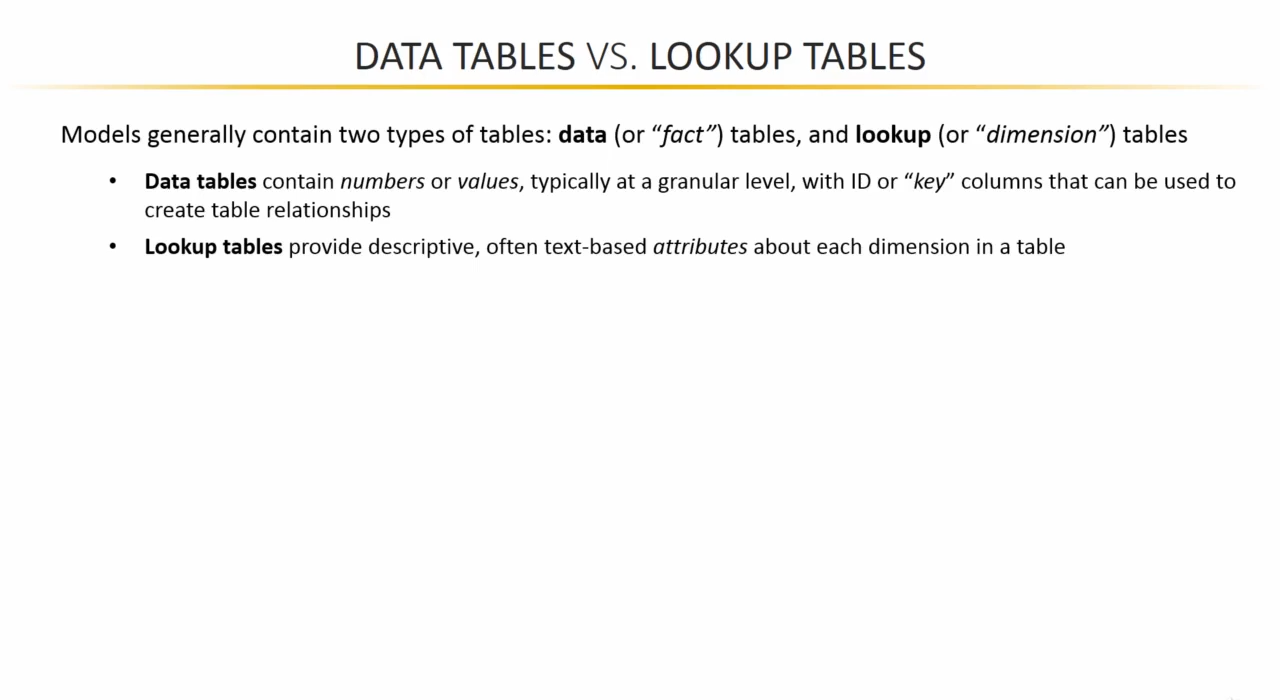 DATA TABLES VS. LOOKUP TABLES
Models generally contain two types of tables: data (or “fact”) tables, and lookup (or “dimension”) tables
• Data tables contain numbers or values, typically at a granular level, with ID or “key” columns that can be used to
create table relationships
• Lookup tables provide descriptive, often text-based attributes about each dimension in a table